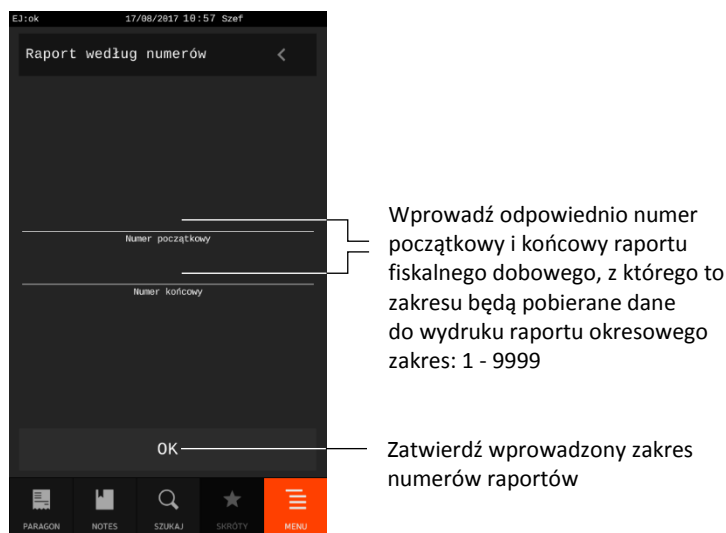 EJ:ok 17/08/2017 10:57 Szef
Raport według numerów
Numer początkowy
Numer końcowy
Wprowadź odpowiednio numer
początkowy i końcowy raportu
fiskalnego dobowego, z którego to
zakresu będą pobierane dane
do wydruku raportu okresowego
zakres: 1 - 9999
OK
Zatwierdź wprowadzony zakres
numerów raportów
PARAGON NOTES SZUKAJ SKRÓTY MENU